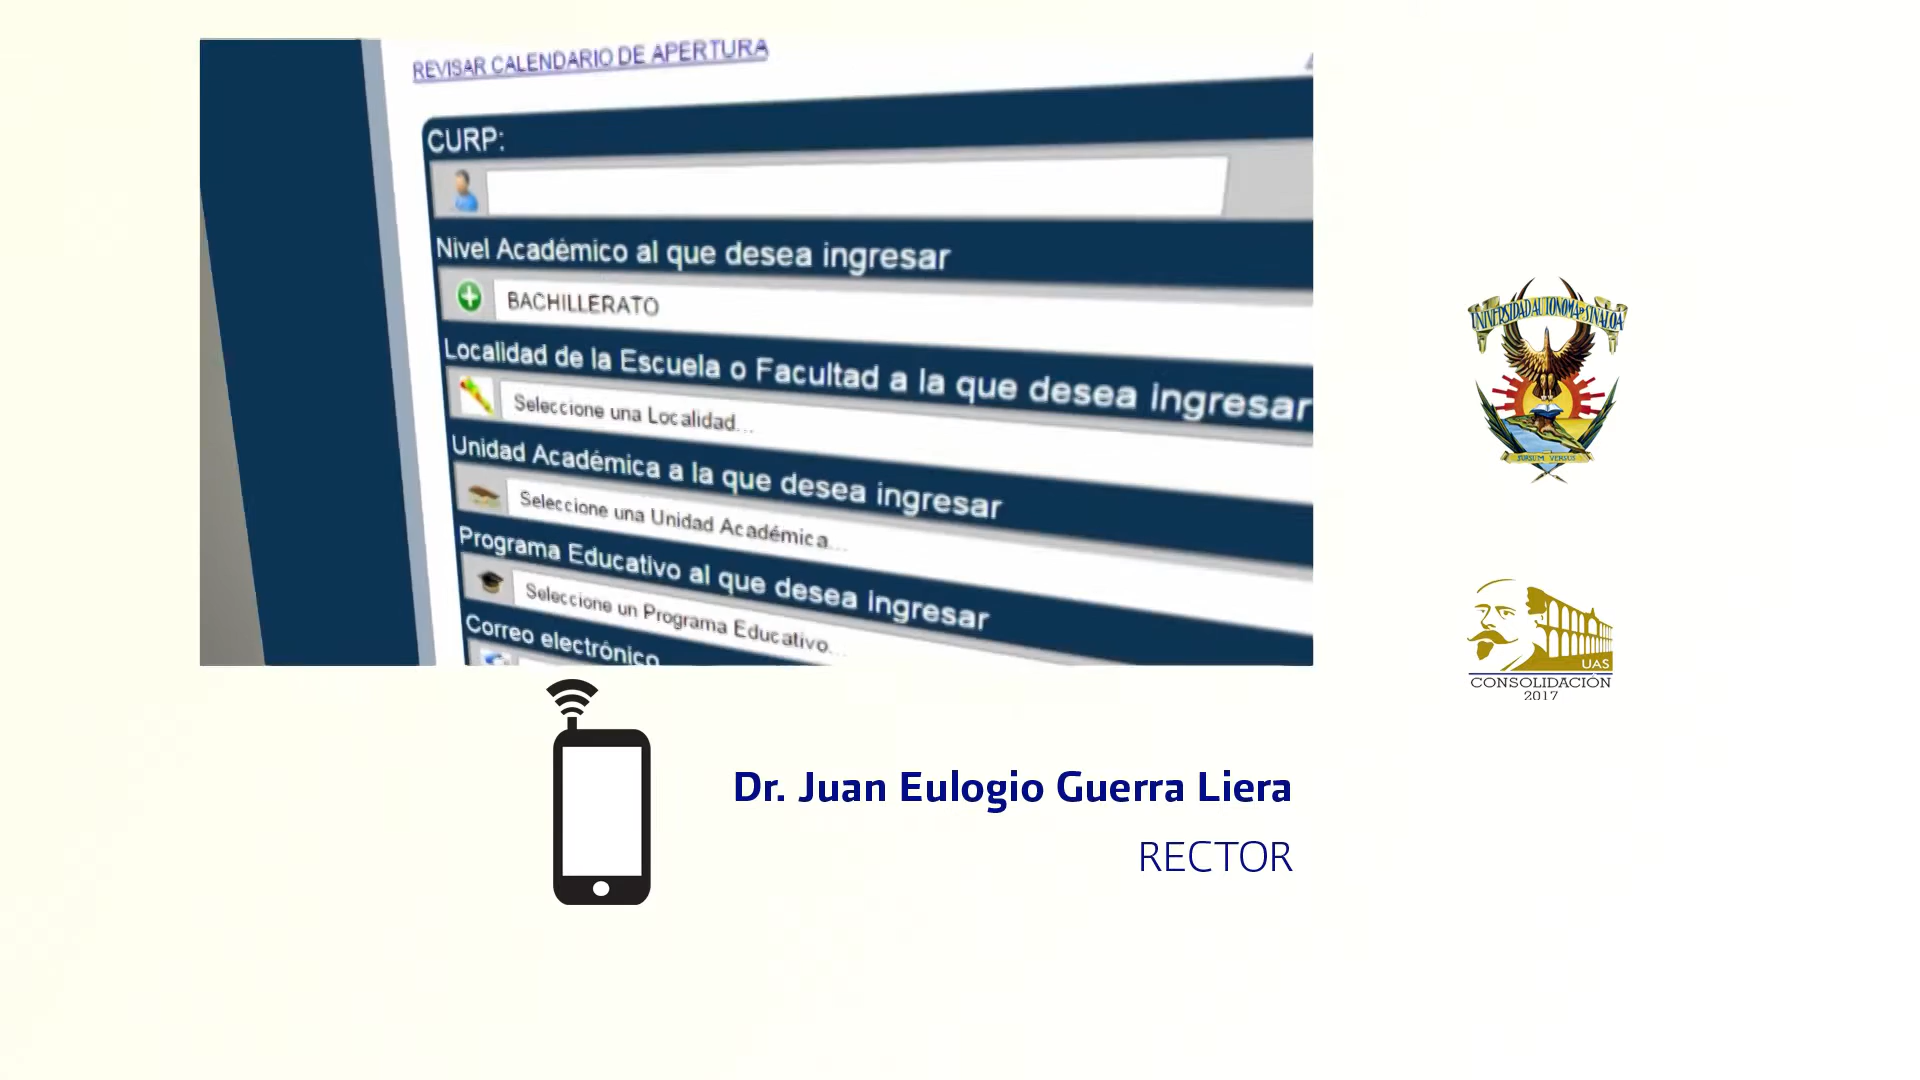 REVISAR CALENDARIO DE APERTURA
CURP:
Nivel Académico al que desea ingresar
BACHILLERATO
Localidad de la Escuela o Facultad a la que desea ingresar
Seleccione una Localidad...
Unidad Académica a la que desea ingresar
Seleccione una Unidad Académica...
Programa Educativo al que desea ingresar
Seleccione un Programa Educativo...
Correo electrónico
UNIVERSIDAD AUTONOMA DE SINALOA
SURSUM VERSUS
UAS
CONSOLIDACIÓN
2017
Dr. Juan Eulogio Guerra Liera
RECTOR